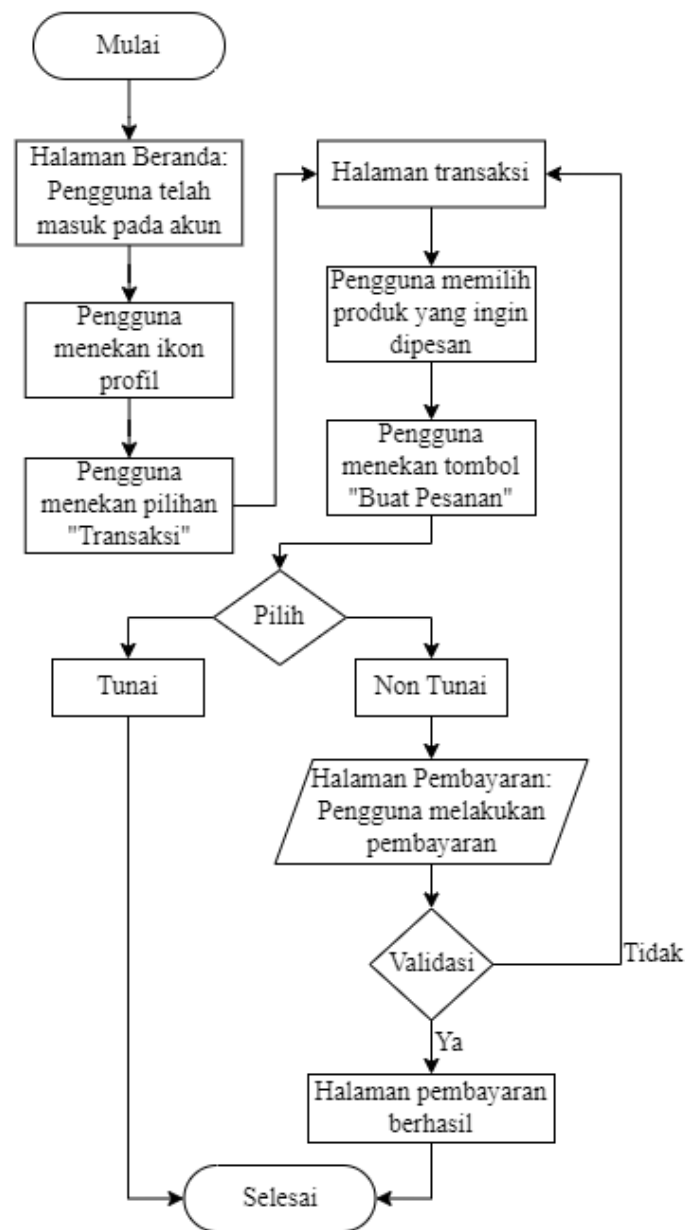 Mulai
Halaman Beranda:
Pengguna telah
masuk pada akun
Pengguna
menekan ikon
profil
Pengguna
menekan pilihan
"Transaksi"
Halaman transaksi
Pengguna memilih
produk yang ingin
dipesan
Pengguna
menekan tombol
"Buat Pesanan"
Pilih
Tunai
Non Tunai
Halaman Pembayaran:
Pengguna melakukan
pembayaran
Validasi
Tidak
Ya
Halaman pembayaran
berhasil
Selesai